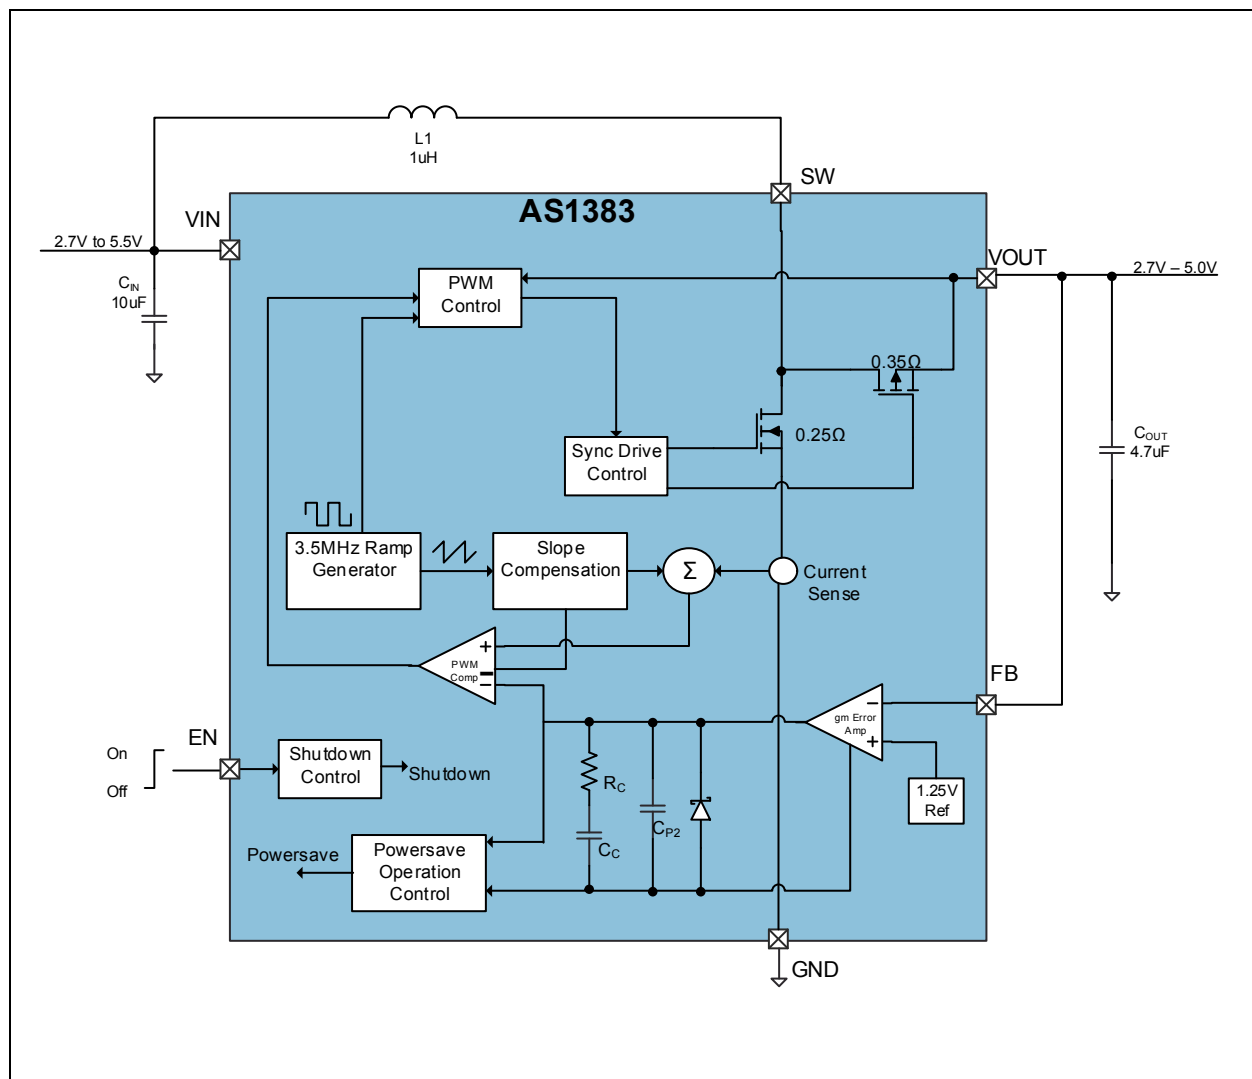 L1
1uH
SW
AS1383
VIN
2.7V to 5.5V
VOUT
2.7V – 5.0V
CIN
10uF
PWM
Control
0.35Ω
0.25Ω
Sync Drive
Control
COUT
4.7uF
3.5MHz Ramp
Generator
Slope
Compensation
Σ
Current
Sense
+
PWM
Comp
–
–
FB
–
gm Error
Amp
+
EN
On
Off
Shutdown
Control
Shutdown
RC
CP2
1.25V
Ref
CC
Powersave
Powersave
Operation
Control
GND